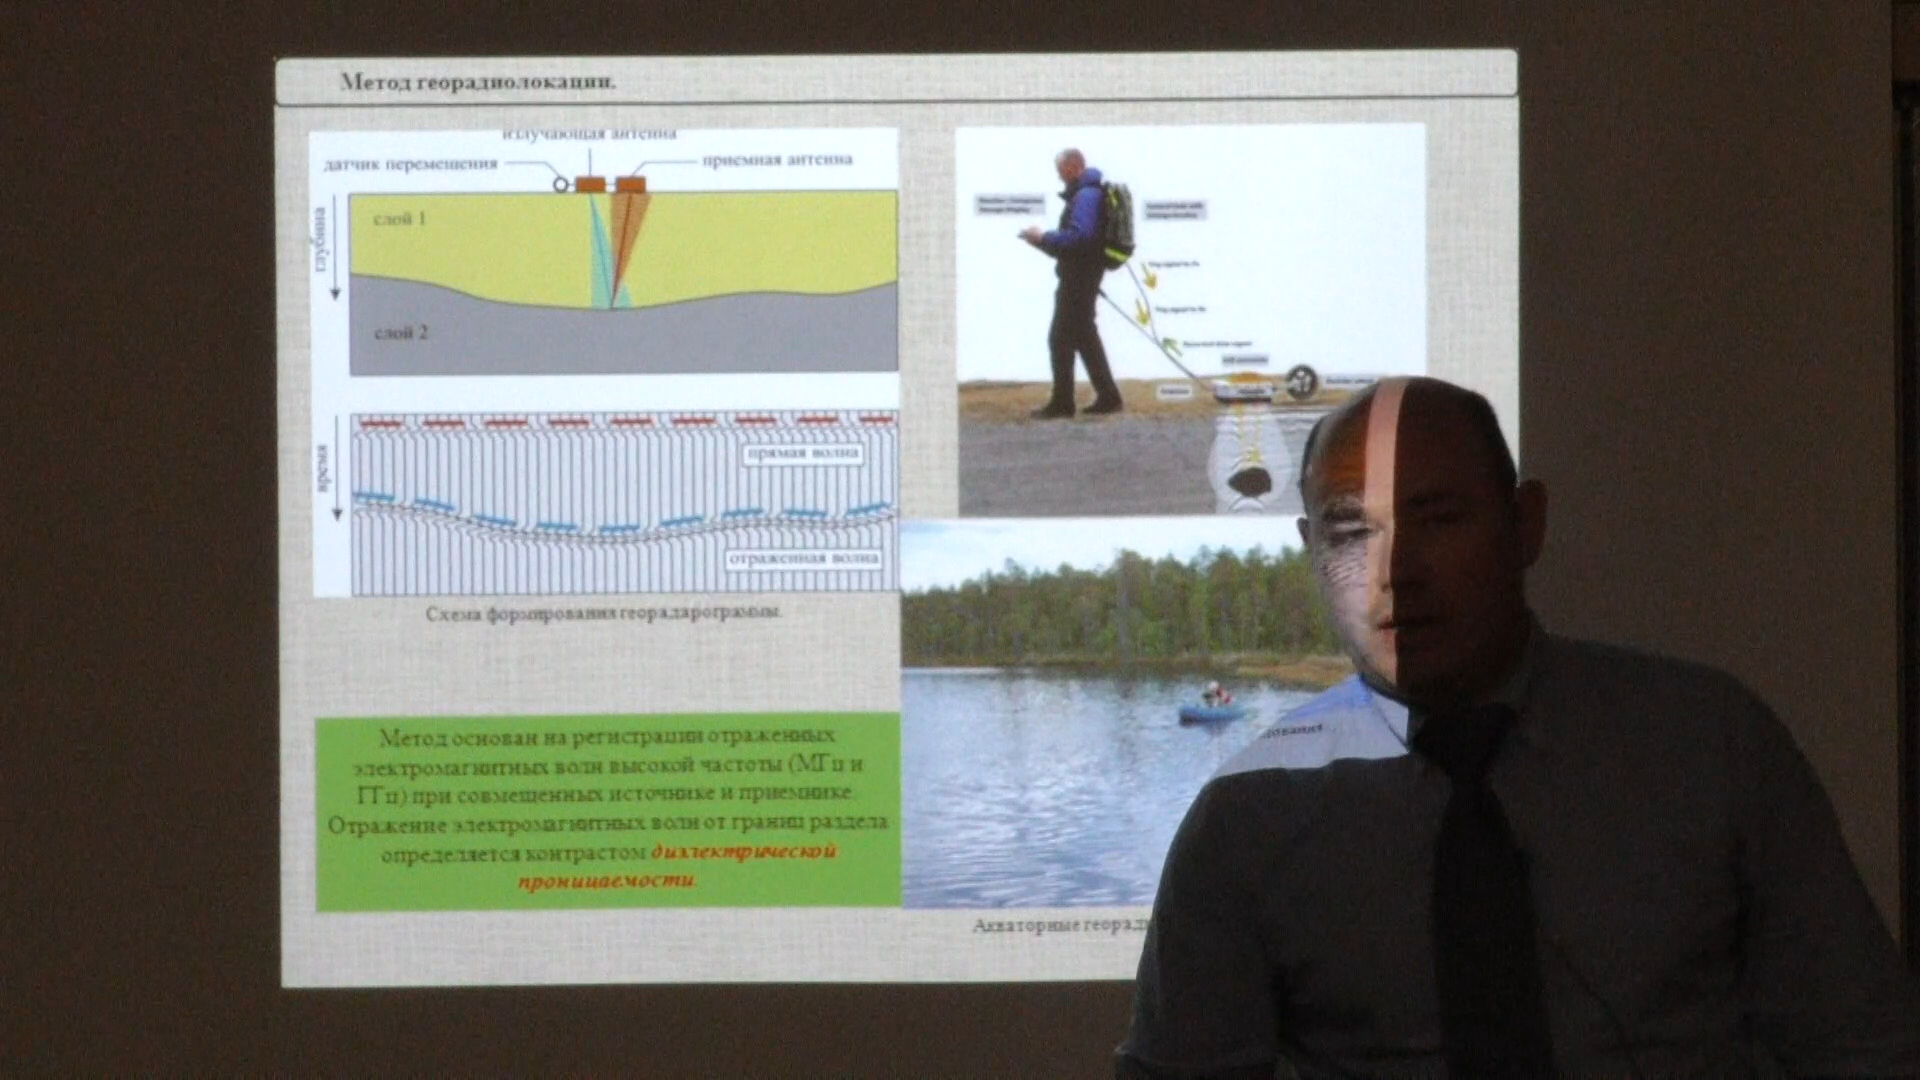 Метод георадиолокации.
излучающая антенна
датчик перемещения
приемная антенна
глубина
слой 1
слой 2
время
прямая волна
отраженная волна
Схема формирования георадарограммы.
Метод основан на регистрации отраженных
электромагнитных волн высокой частоты (МГц и
ГГц) при совмещенных источнике и приемнике.
Отражение электромагнитных волн от границ раздела
определяется контрастом диэлектрической
проницаемости.
Акваторные